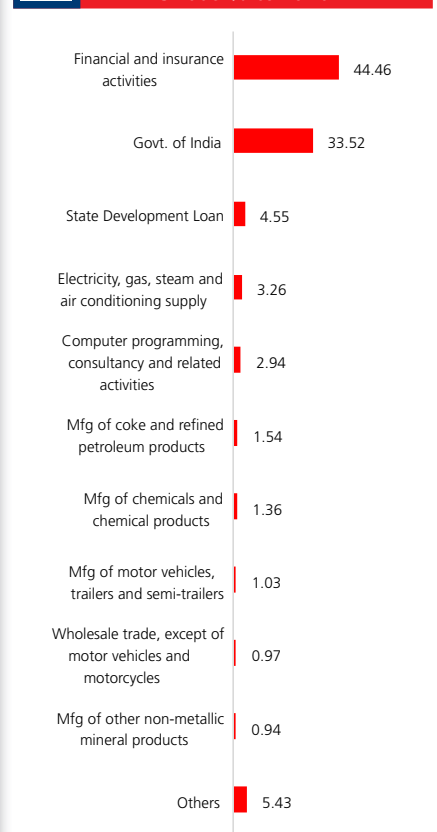 Financial and insurance
activities
44.46
Govt. of India
33.52
State Development Loan
4.55
Electricity, gas, steam and
air conditioning supply
3.26
Computer programming,
consultancy and related
activities
2.94
Mfg of coke and refined
petroleum products
1.54
Mfg of chemicals and
chemical products
1.36
Mfg of motor vehicles,
trailers and semi-trailers
1.03
Wholesale trade, except of
motor vehicles and
motorcycles
0.97
Mfg of other non-metallic
mineral products
0.94
Others
5.43